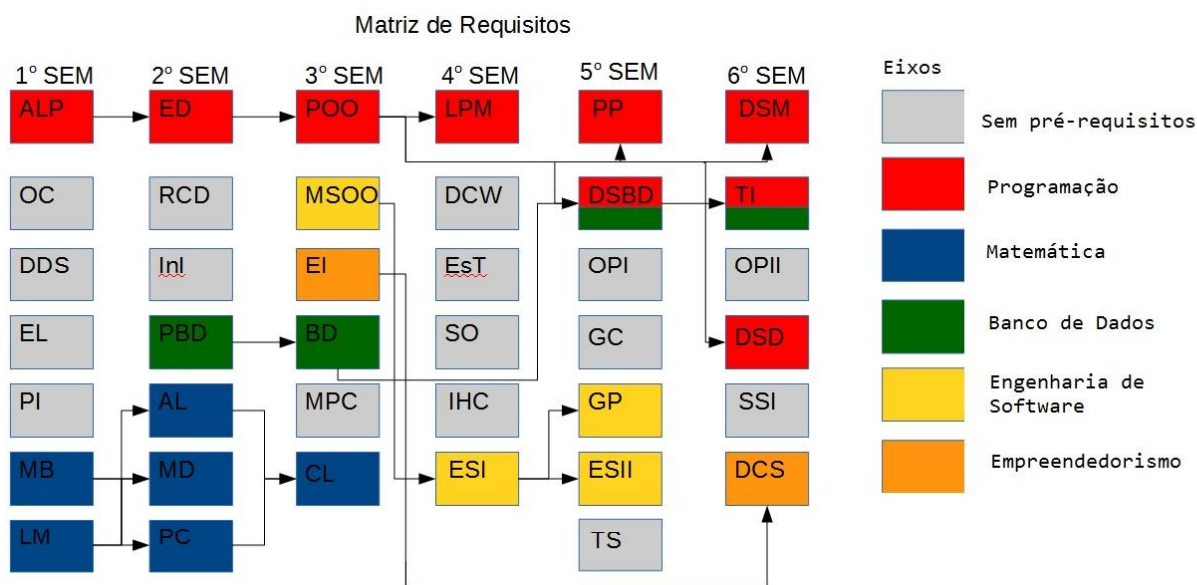 Matriz de Requisitos
1º SEM 2º SEM 3º SEM 4º SEM 5º SEM 6º SEM Eixos
ALP ED POO LPM PP DSM Sem pré-requisitos
OC RCD MSOO DCW DSBD TI Programação
DDS InI EI EsT OPI OPII Matemática
EL PBD BD SO GC DSD Banco de Dados
PI AL MPC IHC GP SSI Engenharia de
Software
MB MD CL ESI ESII DCS Empreendedorismo
LM PC TS